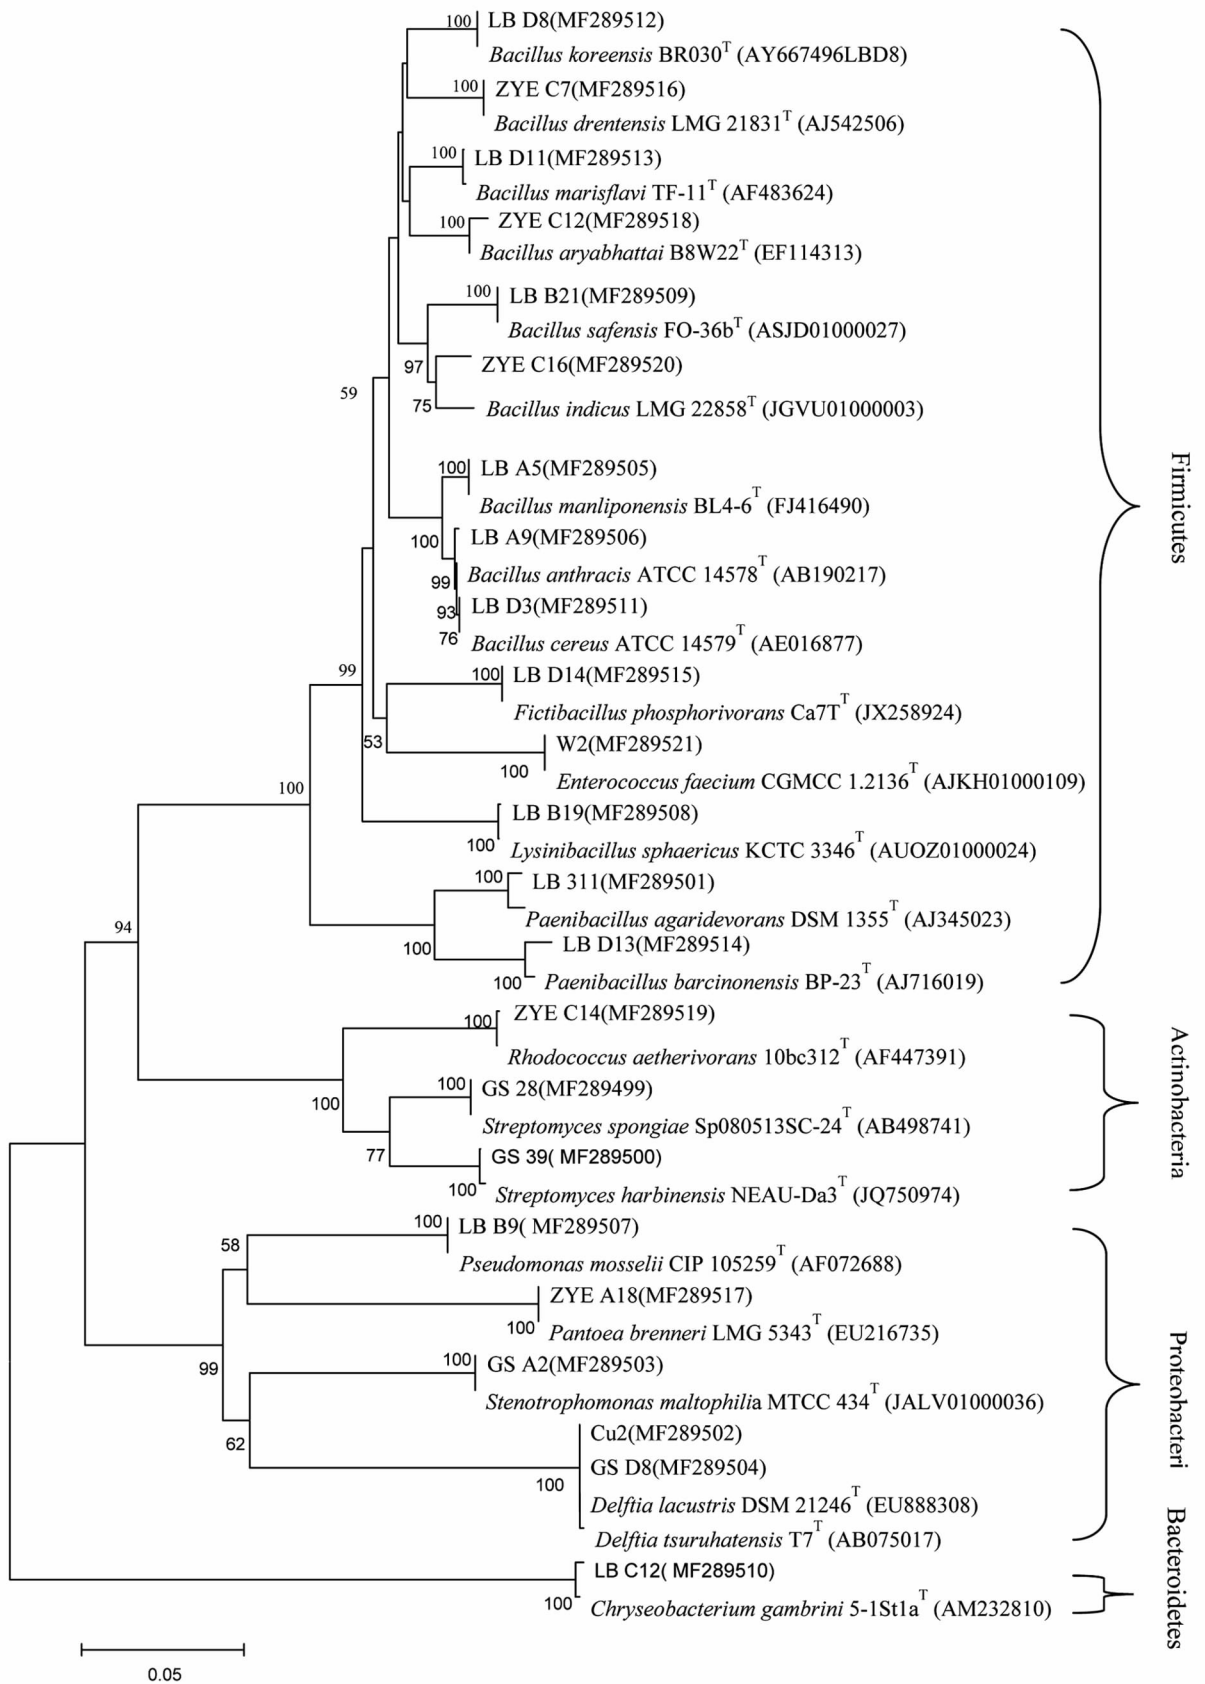 100 LB D8(MF289512)
Bacillus koreensis BR030T (AY667496LBD8)
100 ZYE C7(MF289516)
Bacillus drentensis LMG 21831T (AJ542506)
100 LB D11(MF289513)
Bacillus marisflavi TF-11T (AF483624)
100 ZYE C12(MF289518)
Bacillus aryabhattai B8W22T (EF114313)
100 LB B21(MF289509)
Bacillus safensis FO-36bT (ASJD01000027)
97 ZYE C16(MF289520)
59
75 Bacillus indicus LMG 22858T (JGVU01000003)
100 LB A5(MF289505)
Bacillus manliponensis BL4-6T (FJ416490)
100 LB A9(MF289506)
99 Bacillus anthracis ATCC 14578T (AB190217)
93 LB D3(MF289511)
76 Bacillus cereus ATCC 14579T (AE016877)
99
100 LB D14(MF289515)
Fictibacillus phosphorivorans Ca7TT (JX258924)
53 W2(MF289521)
100 Enterococcus faecium CGMCC 1.2136T (AJKH01000109)
100
LB B19(MF289508)
100 Lysinibacillus sphaericus KCTC 3346T (AUOZ01000024)
100 LB 311(MF289501)
Paenibacillus agaridevorans DSM 1355T (AJ345023)
94
100 LB D13(MF289514)
100 Paenibacillus barcinonensis BP-23T (AJ716019)
Firmicutes
100 ZYE C14(MF289519)
Rhodococcus aetherivorans 10bc312T (AF447391)
100
100 GS 28(MF289499)
Streptomyces spongiae Sp080513SC-24T (AB498741)
77 GS 39( MF289500)
100 Streptomyces harbinensis NEAU-Da3T (JQ750974)
Actinobacteria
100 LB B9( MF289507)
58
Pseudomonas mosselii CIP 105259T (AF072688)
ZYE A18(MF289517)
100 Pantoea brenneri LMG 5343T (EU216735)
99
100 GS A2(MF289503)
Stenotrophomonas maltophilia MTCC 434T (JALV01000036)
Cu2(MF289502)
62
GS D8(MF289504)
100
Delftia lacustris DSM 21246T (EU888308)
Delftia tsuruhatensis T7T (AB075017)
Proteobacteri
LB C12( MF289510)
100 Chryseobacterium gambrini 5-1St1aT (AM232810)
Bacteroidetes
0.05